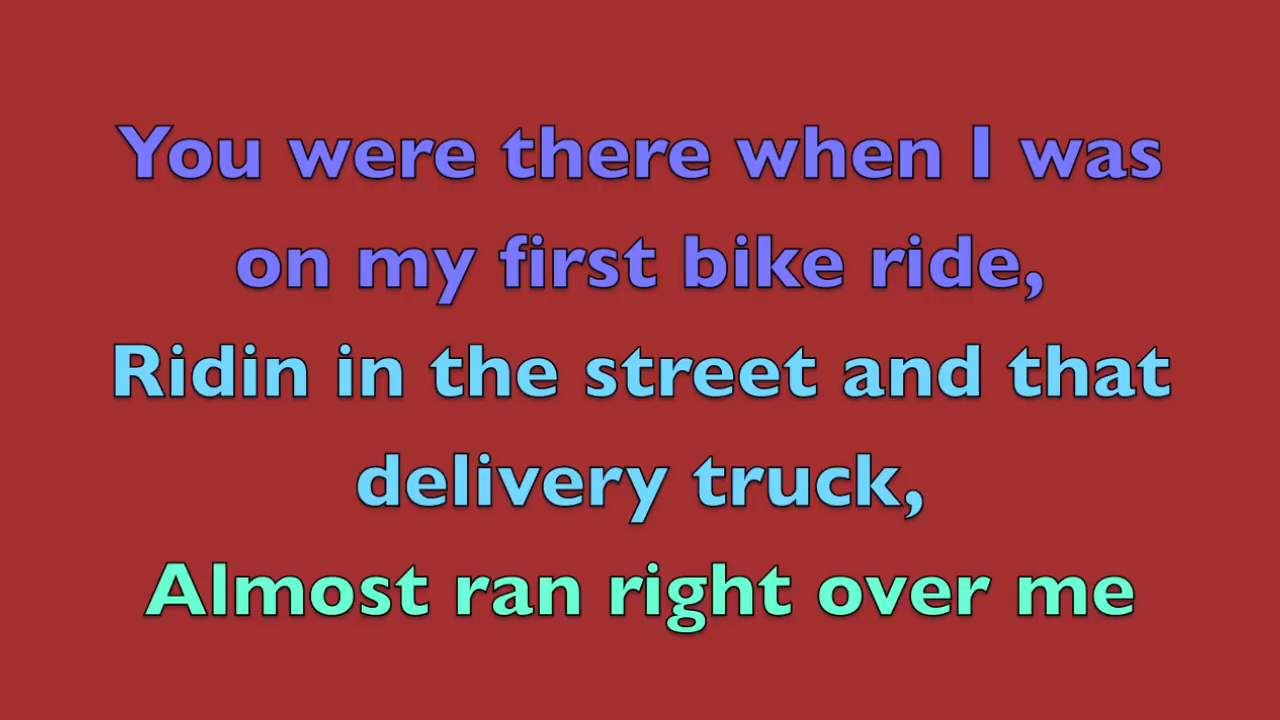 You were there when I was
on my first bike ride,
Ridin in the street and that
delivery truck,
Almost ran right over me